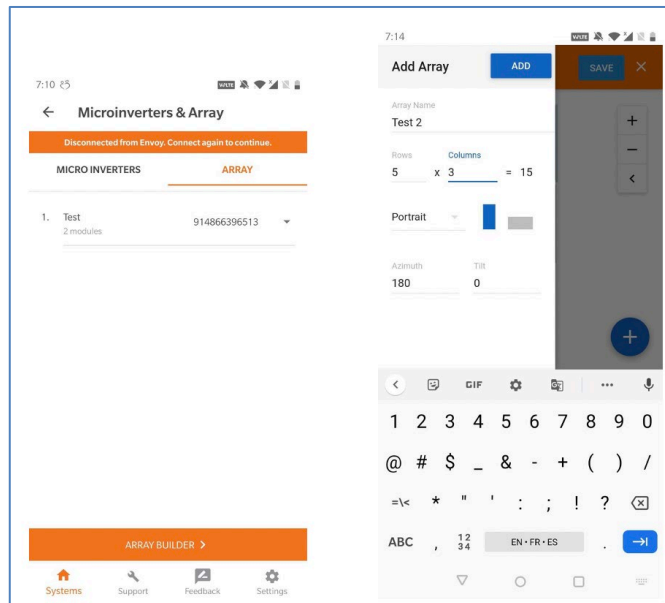 7:10
Microinverters & Array
Disconnected from Envoy. Connect again to continue.
MICRO INVERTERS ARRAY
1. Test 914866396513
2 modules
ARRAY BUILDER >
Systems Support Feedback Settings
7:14
Add Array ADD SAVE
Array Name
Test 2
Rows Columns
5 x 3 = 15
Portrait
Azimuth Tilt
180 0
GIF
1 2 3 4 5 6 7 8 9 0
@ # $ _ & - + ( ) /
=\< * " ' : ; ! ?
ABC , 12 34 EN • FR • ES .